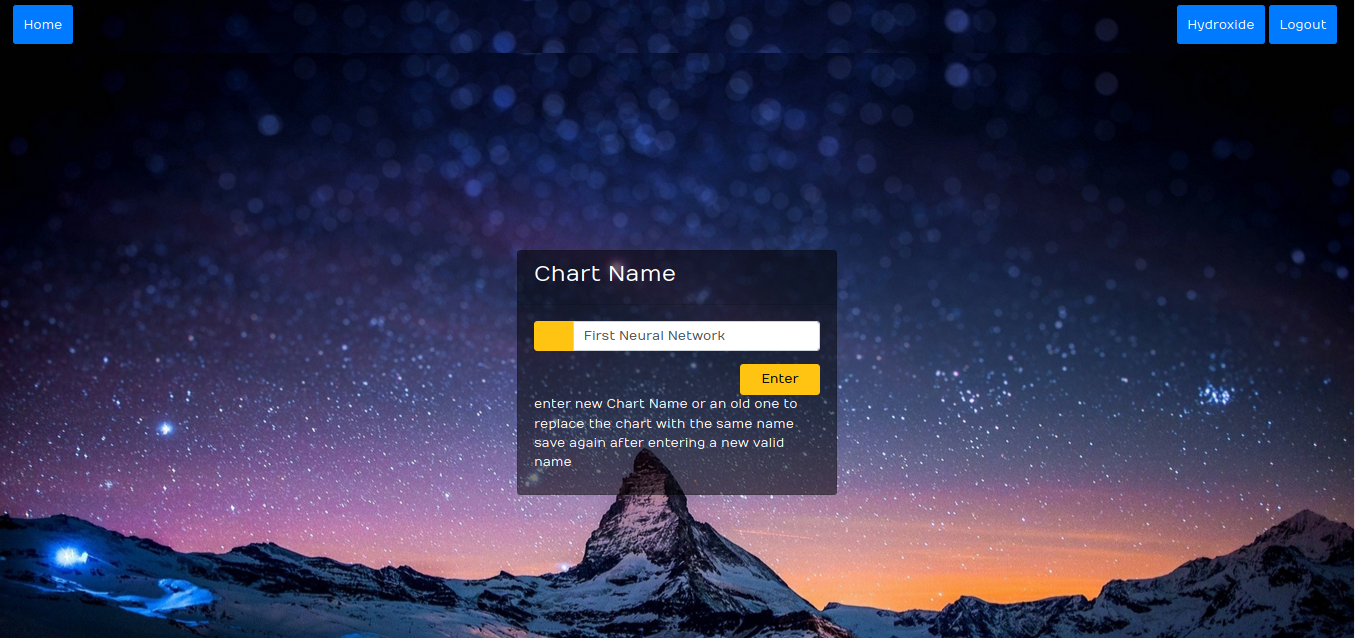 Home
Hydroxide
Logout
Chart Name
First Neural Network
Enter
enter new Chart Name or an old one to
replace the chart with the same name
save again after entering a new valid
name